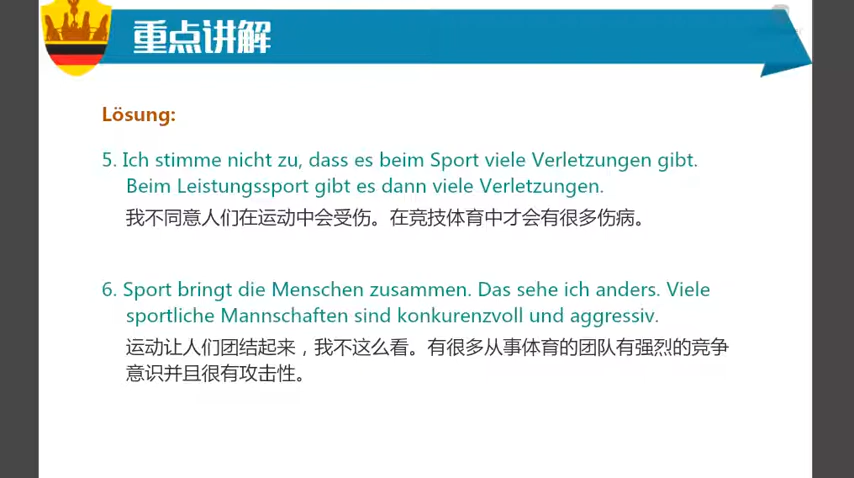 重点讲解
Lösung:
5. Ich stimme nicht zu, dass es beim Sport viele Verletzungen gibt.
Beim Leistungssport gibt es dann viele Verletzungen.
我不同意人们在运动中会受伤。在竞技体育中才会有很多伤病。
6. Sport bringt die Menschen zusammen. Das sehe ich anders. Viele
sportliche Mannschaften sind konkurenzvoll und aggressiv.
运动让人们团结起来，我不这么看。有很多从事体育的团队有强烈的竞争
意识并且很有攻击性。